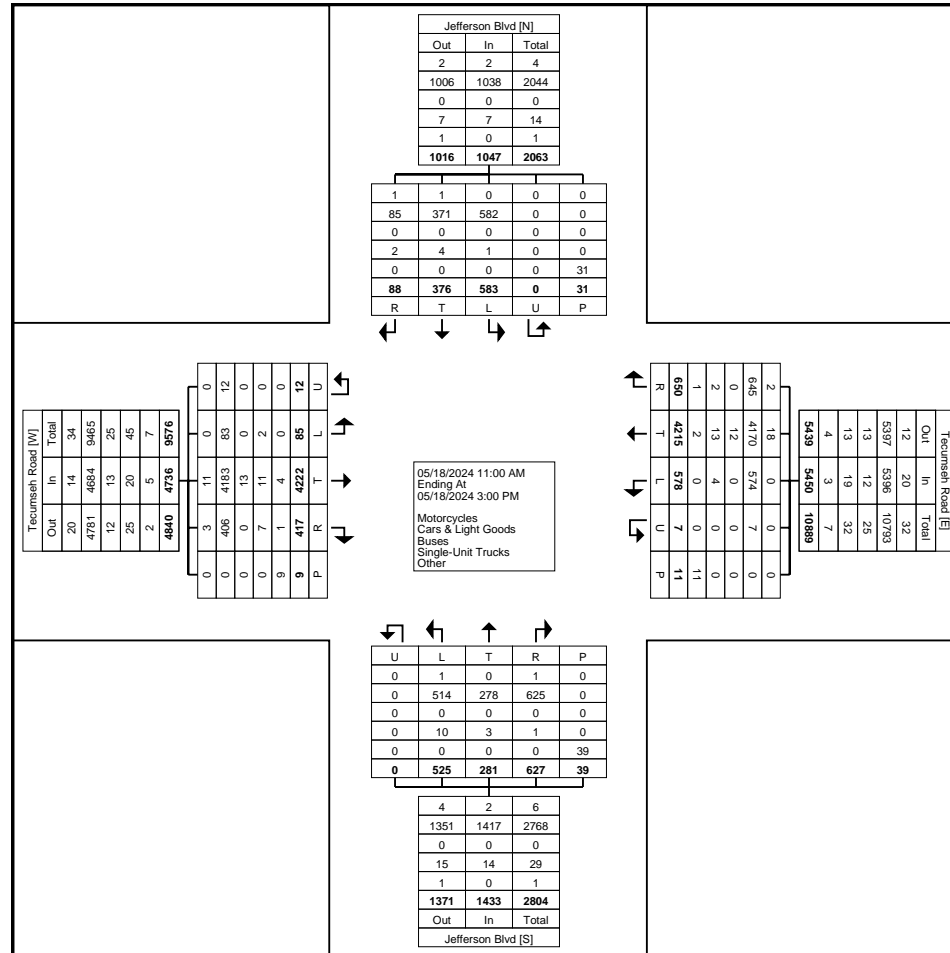 Jefferson Blvd [N]
Out In Total
2 2 4
1006 1038 2044
0 0 0
7 7 14
1 0 1
1016 1047 2063
1 1 0 0 0
85 371 582 0 0
0 0 0 0 0
2 4 1 0 0
0 0 0 0 31
88 376 583 0 31
R T L U P
Tecumseh Road [W]
Total In Out
34 14 20
9465 4684 4781
25 13 12
45 20 25
7 5 2
9576 4736 4840
0 0 11 3 0
12 83 4183 406 0
0 0 13 0 0
0 2 11 7 0
0 0 4 1 9
12 85 4222 417 9
U L T R P
05/18/2024 11:00 AM
Ending At
05/18/2024 3:00 PM
Motorcycles
Cars & Light Goods
Buses
Single-Unit Trucks
Other
R T L U P
650 4215 578 7 11
1 2 0 0 11
2 13 4 0 0
0 12 0 0 0
645 4170 574 7 0
2 18 0 0 0
Tecumseh Road [E]
Out In Total
12 20 32
5397 5396 10793
13 12 25
13 19 32
4 3 7
5439 5450 10889
U L T R P
0 1 0 1 0
0 514 278 625 0
0 0 0 0 0
0 10 3 1 0
0 0 0 0 39
0 525 281 627 39
4 2 6
1351 1417 2768
0 0 0
15 14 29
1 0 1
1371 1433 2804
Out In Total
Jefferson Blvd [S]